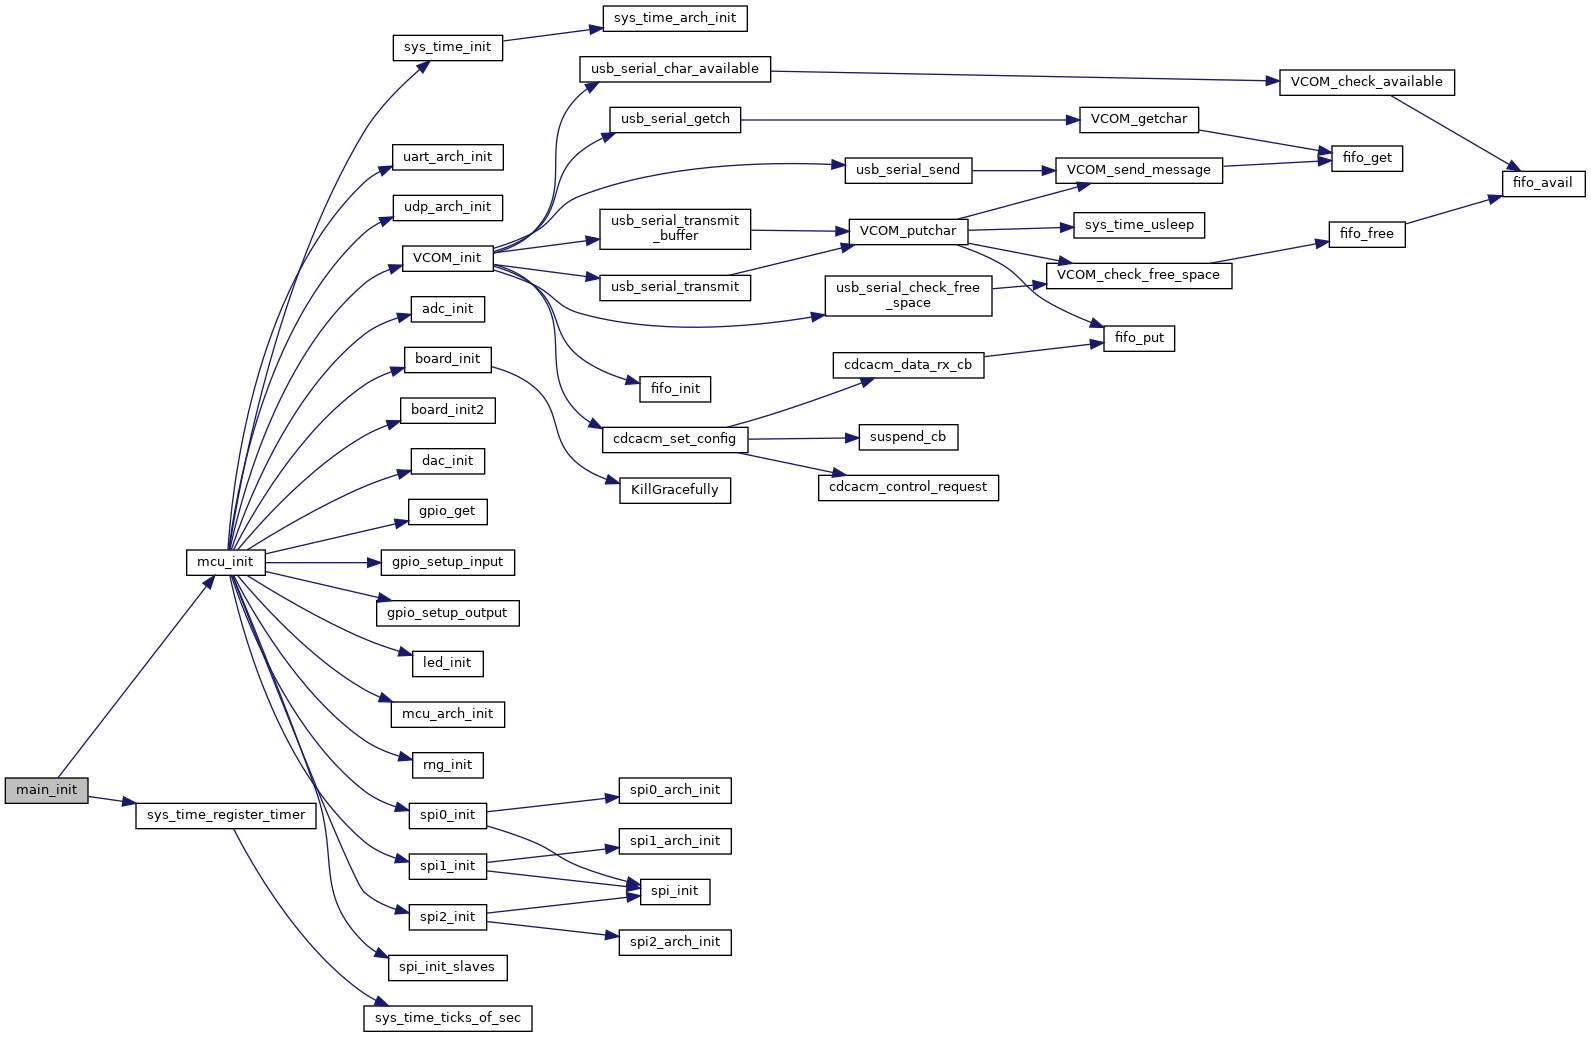 sys_time_arch_init
sys_time_init
usb_serial_char_available
VCOM_check_available
usb_serial_getch
VCOM_getchar
uart_arch_init
fifo_get
usb_serial_send
VCOM_send_message
fifo_avail
udp_arch_init
usb_serial_transmit
_buffer
VCOM_putchar
sys_time_usleep
fifo_free
VCOM_init
VCOM_check_free_space
usb_serial_transmit
usb_serial_check_free
_space
adc_init
fifo_put
board_init
cdcacm_data_rx_cb
fifo_init
board_init2
cdcacm_set_config
suspend_cb
dac_init
KillGracefully
cdcacm_control_request
gpio_get
mcu_init
gpio_setup_input
gpio_setup_output
led_init
mcu_arch_init
rng_init
main_init
spi0_arch_init
sys_time_register_timer
spi0_init
spi1_arch_init
spi1_init
spi_init
spi2_init
spi2_arch_init
spi_init_slaves
sys_time_ticks_of_sec